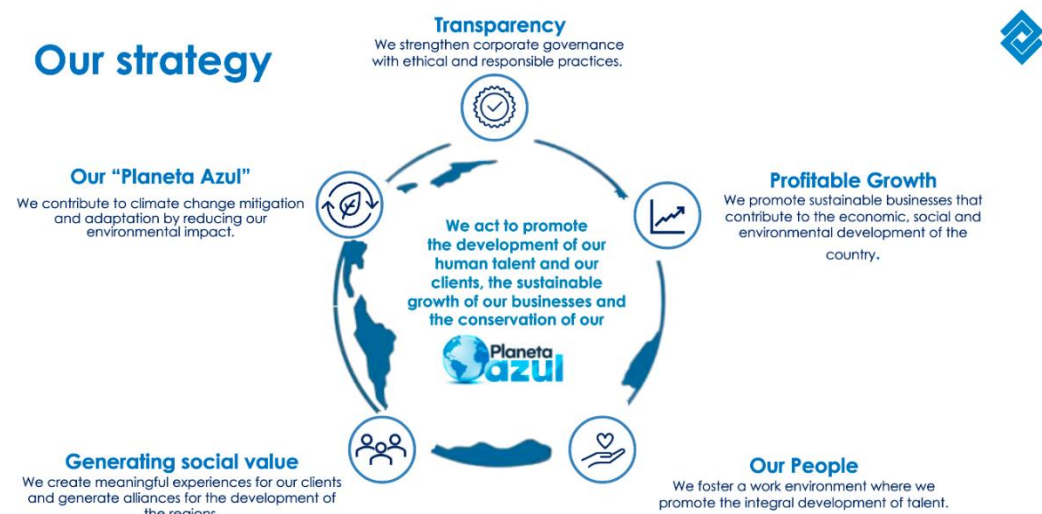 Our strategy
Transparency
We strengthen corporate governance
with ethical and responsible practices.
Our “Planeta Azul”
We contribute to climate change mitigation
and adaptation by reducing our
environmental impact.
Profitable Growth
We promote sustainable businesses that
contribute to the economic, social and
environmental development of the
country.
We act to promote
the development of our
human talent and our
clients, the sustainable
growth of our businesses and
the conservation of our
Planeta
azul
Generating social value
We create meaningful experiences for our clients
and generate alliances for the development of
the regions
Our People
We foster a work environment where we
promote the integral development of talent.